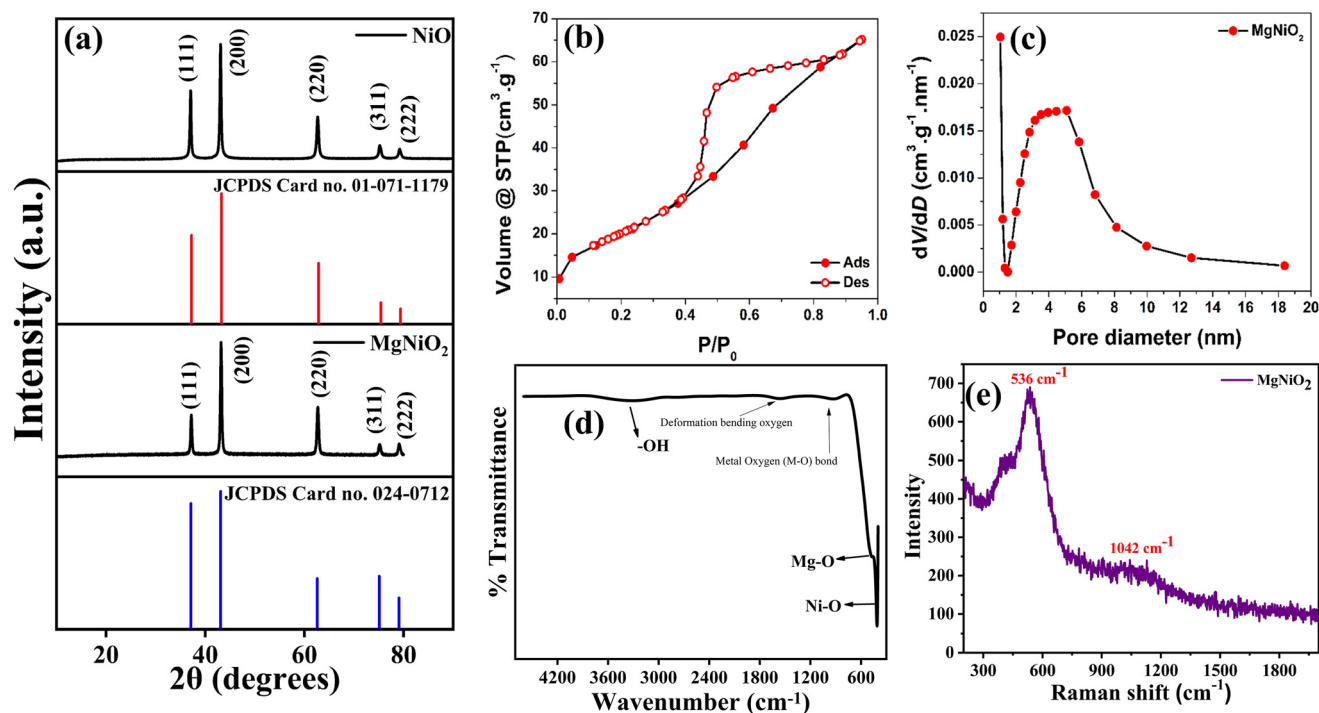 (a)
NiO
(111)
(200)
(220)
(311)
(222)
JCPDS Card no. 01-071-1179
MgNiO2
(111)
(200)
(220)
(311)
(222)
JCPDS Card no. 024-0712
Intensity (a.u.)
20 40 60 80
2θ (degrees)
(b)
Volume @ STP(cm3.g-1)
70
60
50
40
30
20
10
Ads
Des
0.0 0.2 0.4 0.6 0.8 1.0
P/P0
(c)
MgNiO2
dV/dD (cm3.g-1.nm-1)
0.025
0.020
0.015
0.010
0.005
0.000
0 2 4 6 8 10 12 14 16 18 20
Pore diameter (nm)
(d)
% Transmittance
-OH
Deformation bending oxygen
Metal Oxygen (M-O) bond
Mg-O
Ni-O
4200 3600 3000 2400 1800 1200 600
Wavenumber (cm-1)
(e)
536 cm-1
MgNiO2
1042 cm-1
Intensity
700
600
500
400
300
200
100
0
300 600 900 1200 1500 1800
Raman shift (cm-1)